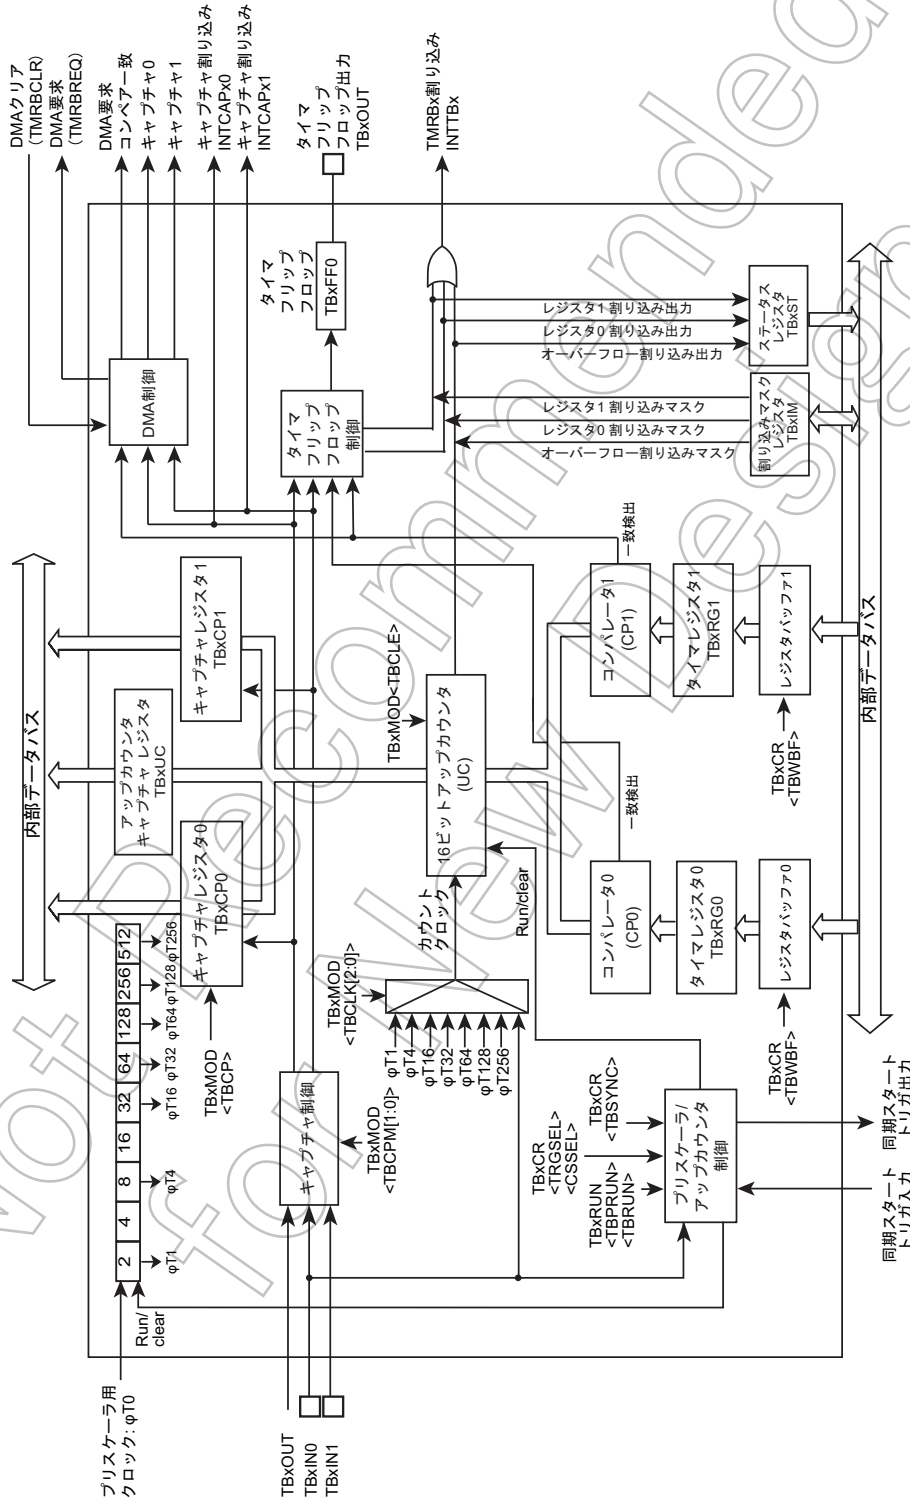 プリスケーラ用
クロック: φT0
Run/
clear
2
4
8
16
32
64
128
256
512
φT1
φT4
φT16
φT32
φT64
φT128
φT256
内部データバス
DMAクリア
(TMRBCLR)
DMA要求
(TMRBREQ)
DMA要求
コンペア一致
キャプチャ0
キャプチャ1
キャプチャ割り込み
INTCAPx0
キャプチャ割り込み
INTCAPx1
DMA制御
アップカウンタ
キャプチャ レジスタ
TBxUC
キャプチャレジスタ0
TBxCP0
キャプチャレジスタ1
TBxCP1
TBxMOD
<TBCP>
TBxOUT
TBxIN0
TBxIN1
キャプチャ制御
TBxMOD
<TBCPM[1:0]>
TBxMOD
<TBCLK[2:0]>
φT1
φT4
φT16
φT32
φT64
φT128
φT256
カウント
クロック
TBxMOD<TBCLE>
16ビットアップカウンタ
(UC)
Run/clear
タイマ
フリップ
フロップ
制御
タイマ
フリップ
フロップ
TBxFF0
タイマ
フリップ
フロップ出力
TBxOUT
TMRBx割り込み
INTTBx
レジスタ1 割り込み出力
レジスタ0 割り込み出力
オーバーフロー割り込み出力
レジスタ1 割り込みマスク
レジスタ0 割り込みマスク
オーバーフロー割り込みマスク
ステータス
レジスタ
TBxST
割り込みマスク
レジスタ
TBxIM
一致検出
一致検出
コンパレータ0
(CP0)
コンパレータ1
(CP1)
タイマレジスタ0
TBxRG0
タイマレジスタ1
TBxRG1
レジスタバッファ0
レジスタバッファ1
TBxCR
<TBWBF>
TBxCR
<TBWBF>
TBxRUN
<TBPRUN>
<TBRUN>
TBxCR
<TRGSEL>
<CSSEL>
TBxCR
<TBSYNC>
プリスケーラ/
アップカウンタ
制御
同期スタート
トリガ入力
同期スタート
トリガ出力
内部データバス
Not Recommended
for New Design